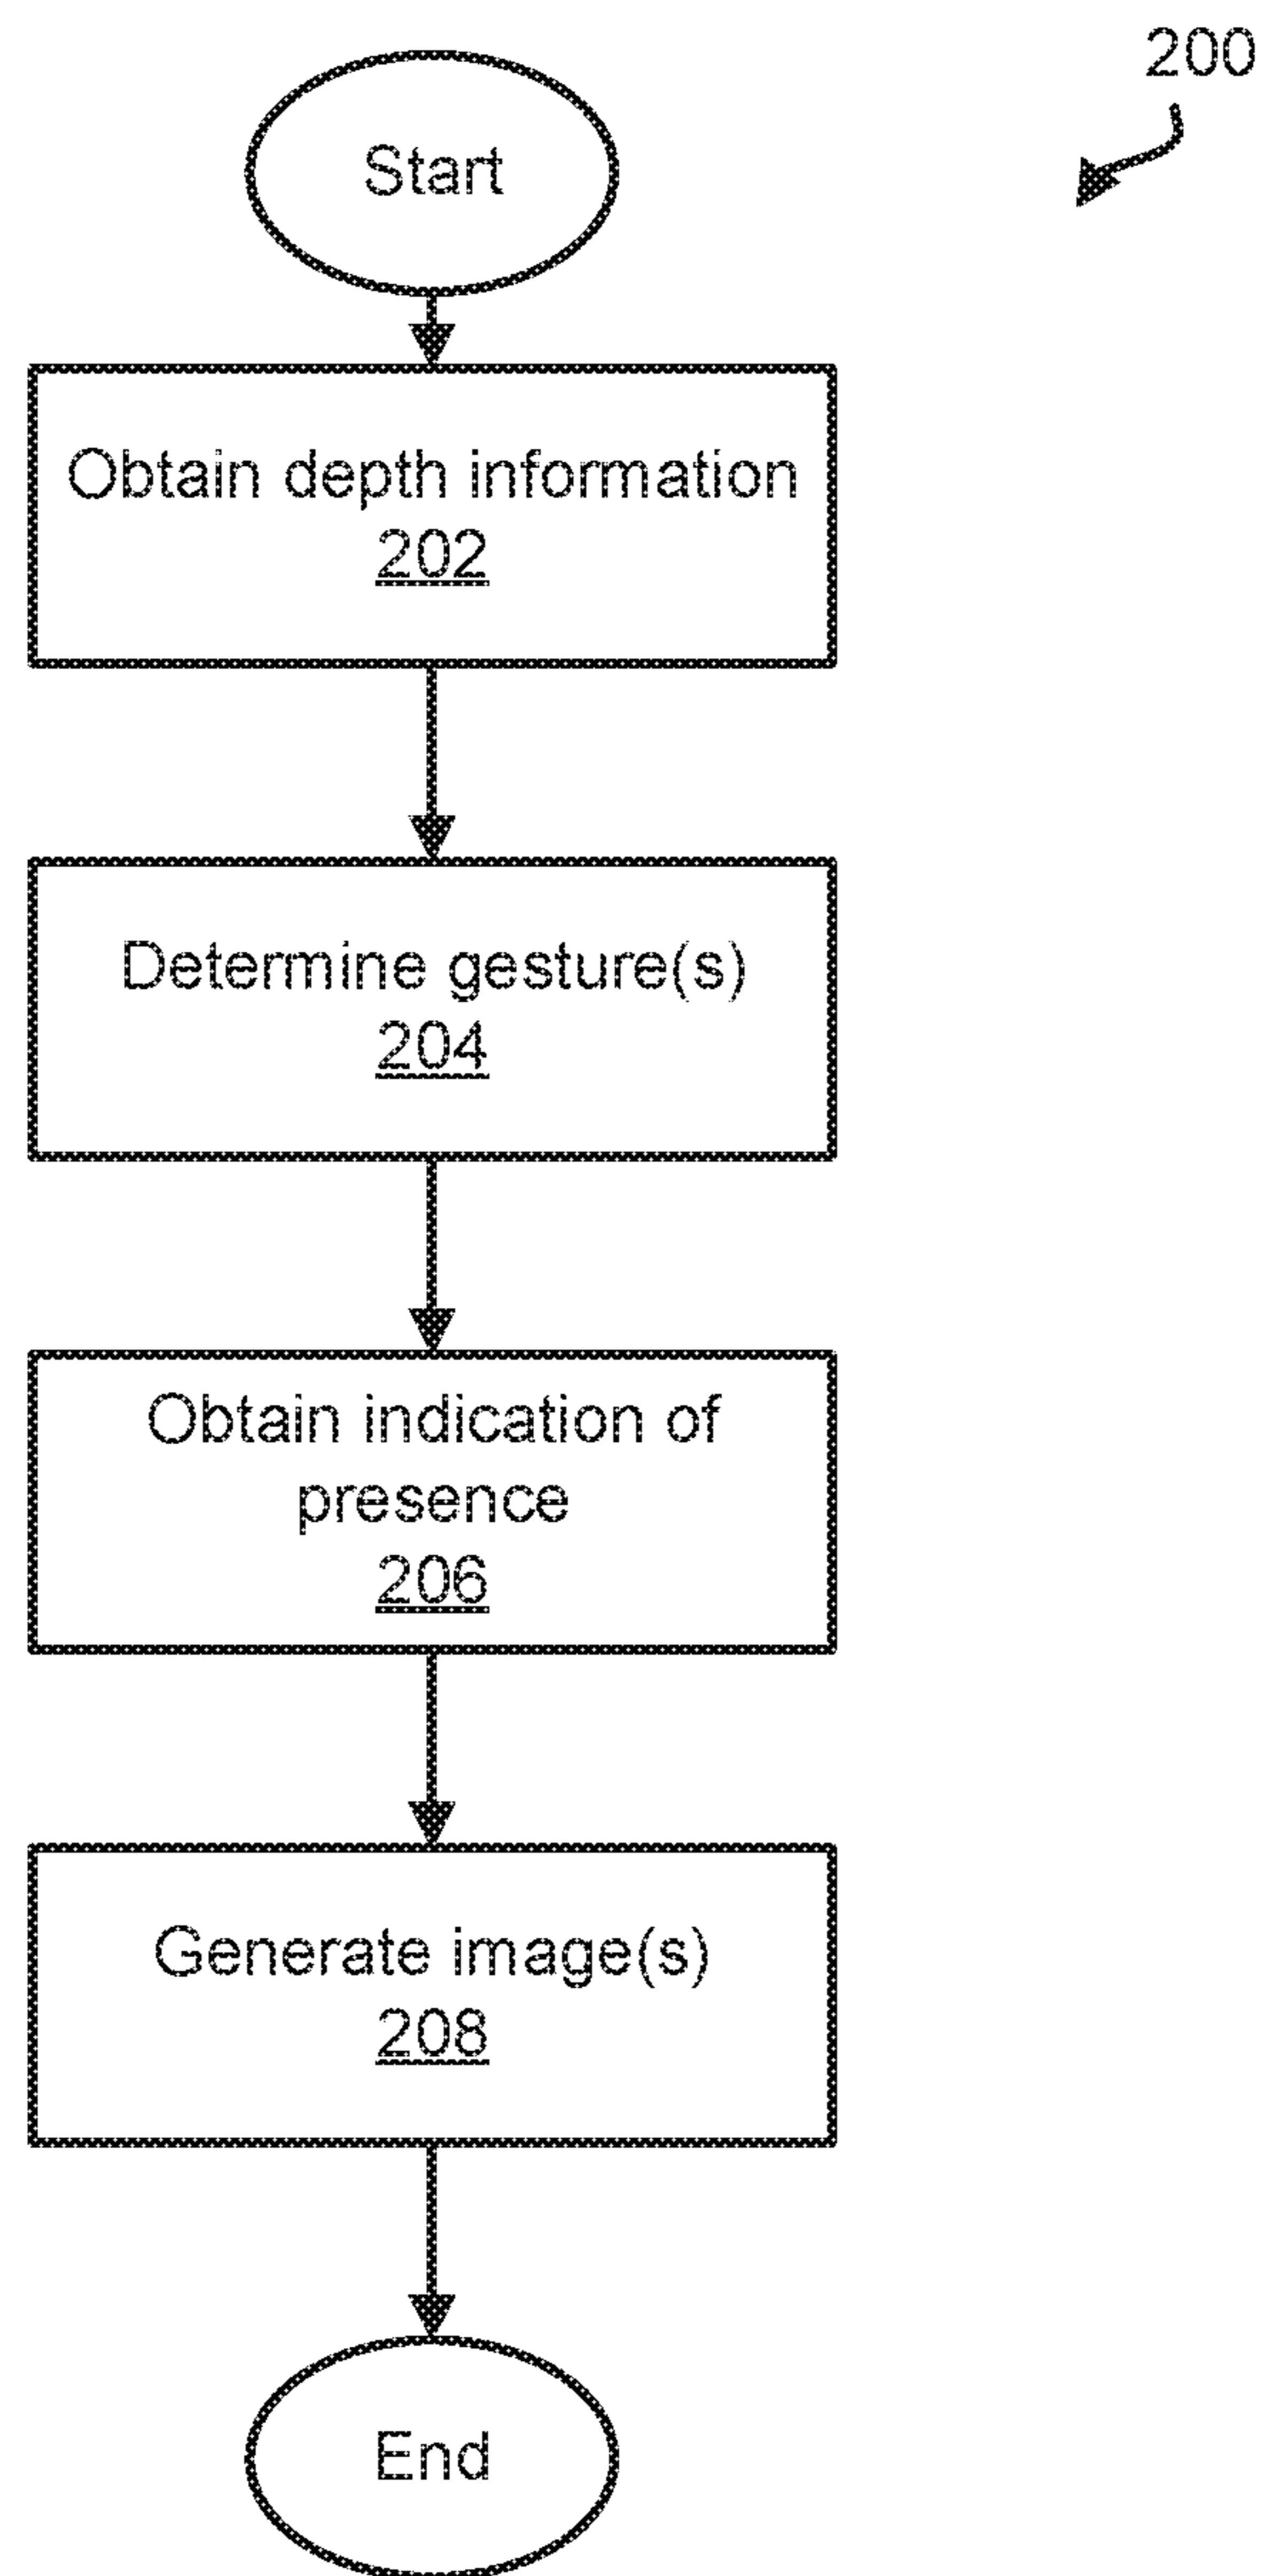 200
Start
Obtain depth information
202
Determine gesture(s)
204
Obtain indication of
presence
206
Generate image(s)
208
End